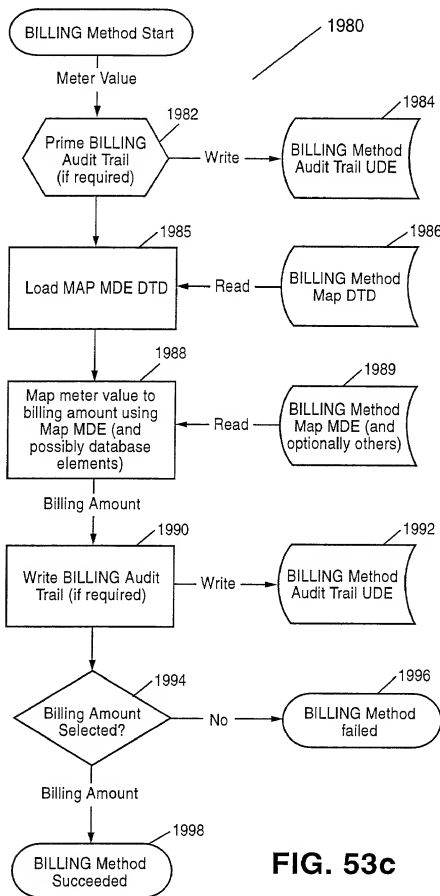 BILLING Method Start
1980
Meter Value
1982
1984
Prime BILLING
Audit Trail
(if required)
Write
BILLING Method
Audit Trail UDE
1985
1986
Load MAP MDE DTD
Read
BILLING Method
Map DTD
1988
1989
Map meter value to
billing amount using
Map MDE (and
possibly database
elements)
Read
BILLING Method
Map MDE (and
optionally others)
Billing Amount
1990
1992
Write BILLING Audit
Trail (if required)
Write
BILLING Method
Audit Trail UDE
1994
1996
Billing Amount
Selected?
No
BILLING Method
failed
Billing Amount
1998
BILLING Method
Succeeded
FIG. 53c